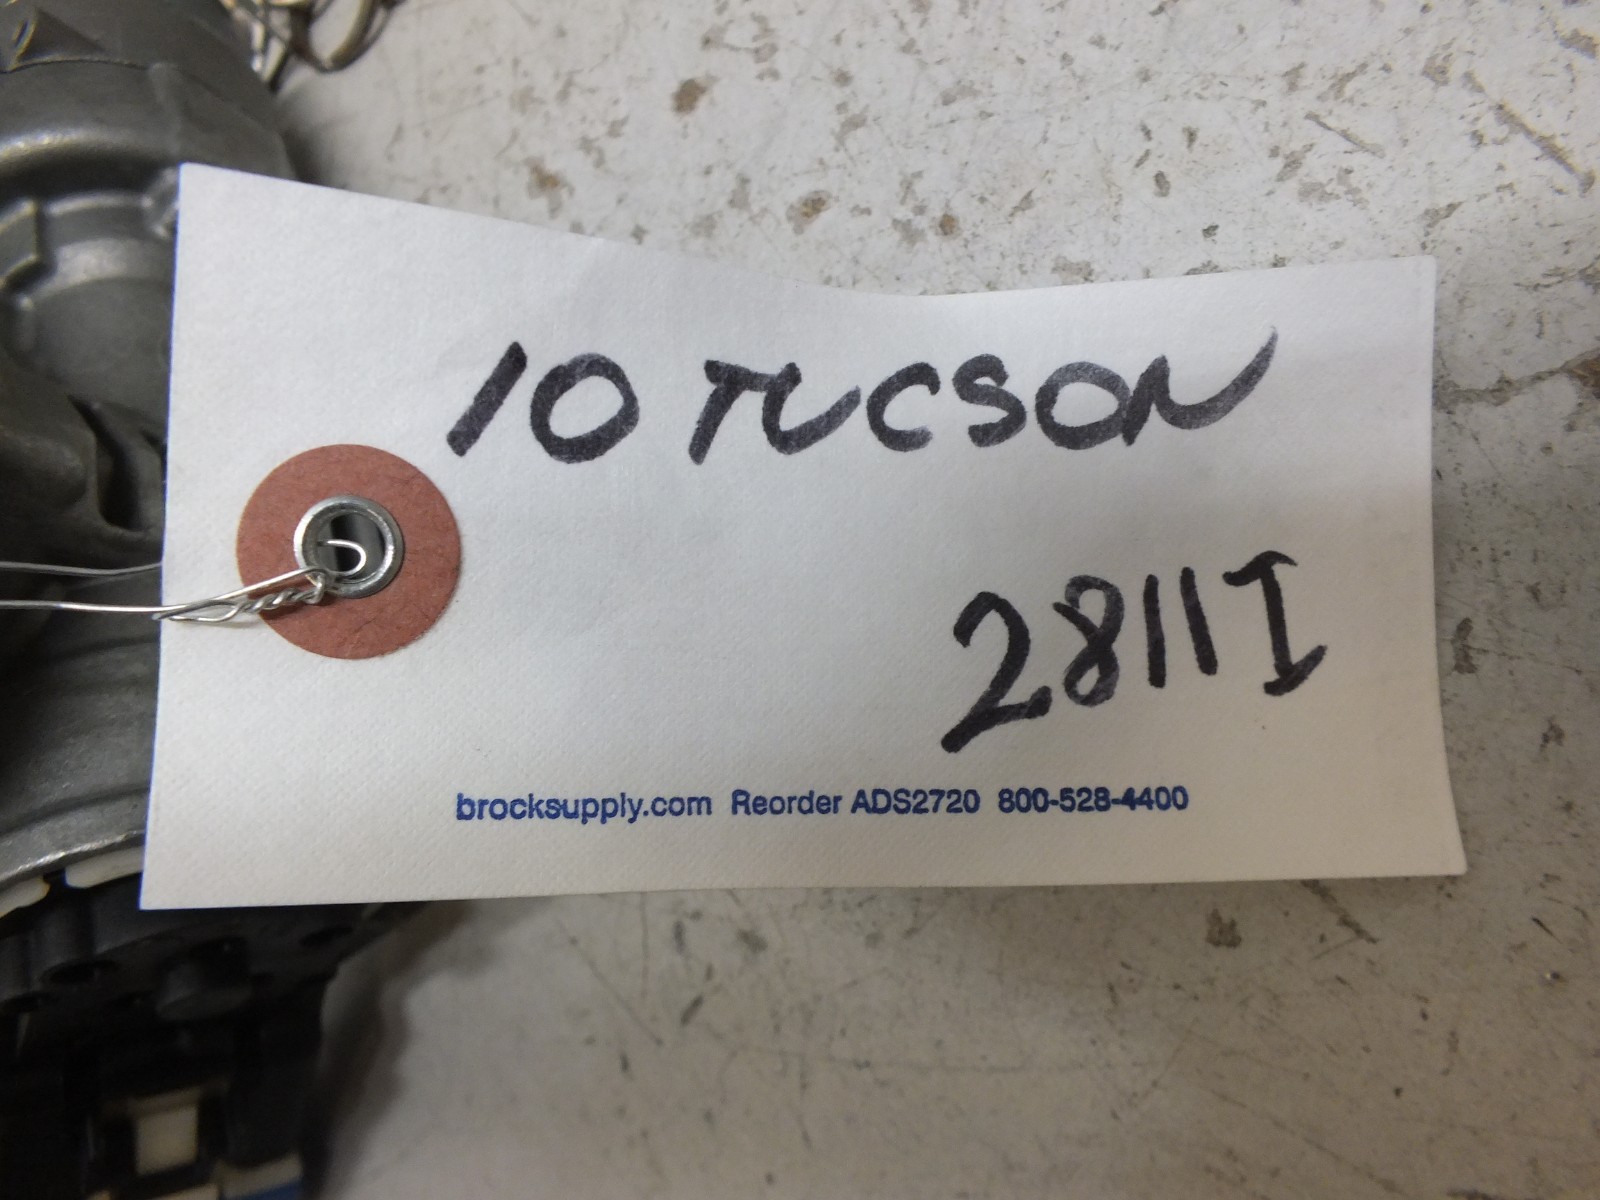 10 TUCSON
2811I
brocksupply.com Reorder ADS2720 800-528-4400